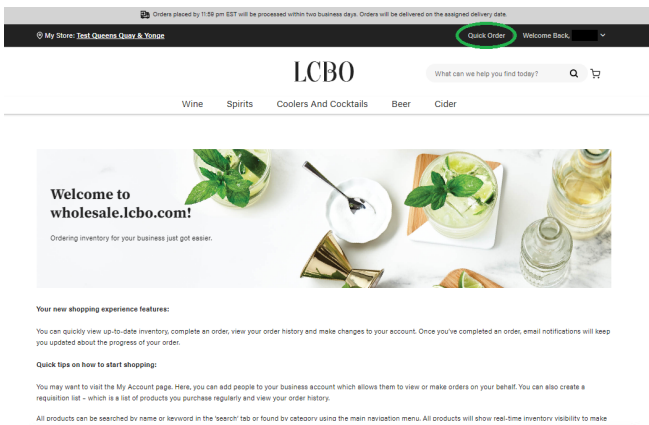 Orders placed by 11:59 pm EST will be processed within two business days. Orders will be delivered on the assigned delivery date.
My Store: Test Queens Quay & Yonge
Quick Order
Welcome Back,
LCBO
What can we help you find today?
Wine Spirits Coolers And Cocktails Beer Cider
Welcome to
wholesale.lcbo.com!
Ordering inventory for your business just got easier.
Your new shopping experience features:
You can quickly view up-to-date inventory, complete an order, view your order history and make changes to your account. Once you've completed an order, email notifications will keep
you updated about the progress of your order.
Quick tips on how to start shopping:
You may want to visit the My Account page. Here, you can add people to your business account which allows them to view or make orders on your behalf. You can also create a
requisition list – which is a list of products you purchase regularly and view your order history.
All products can be searched by name or keyword in the 'search' tab or found by category using the main navigation menu. All products will show real-time inventory visibility to make